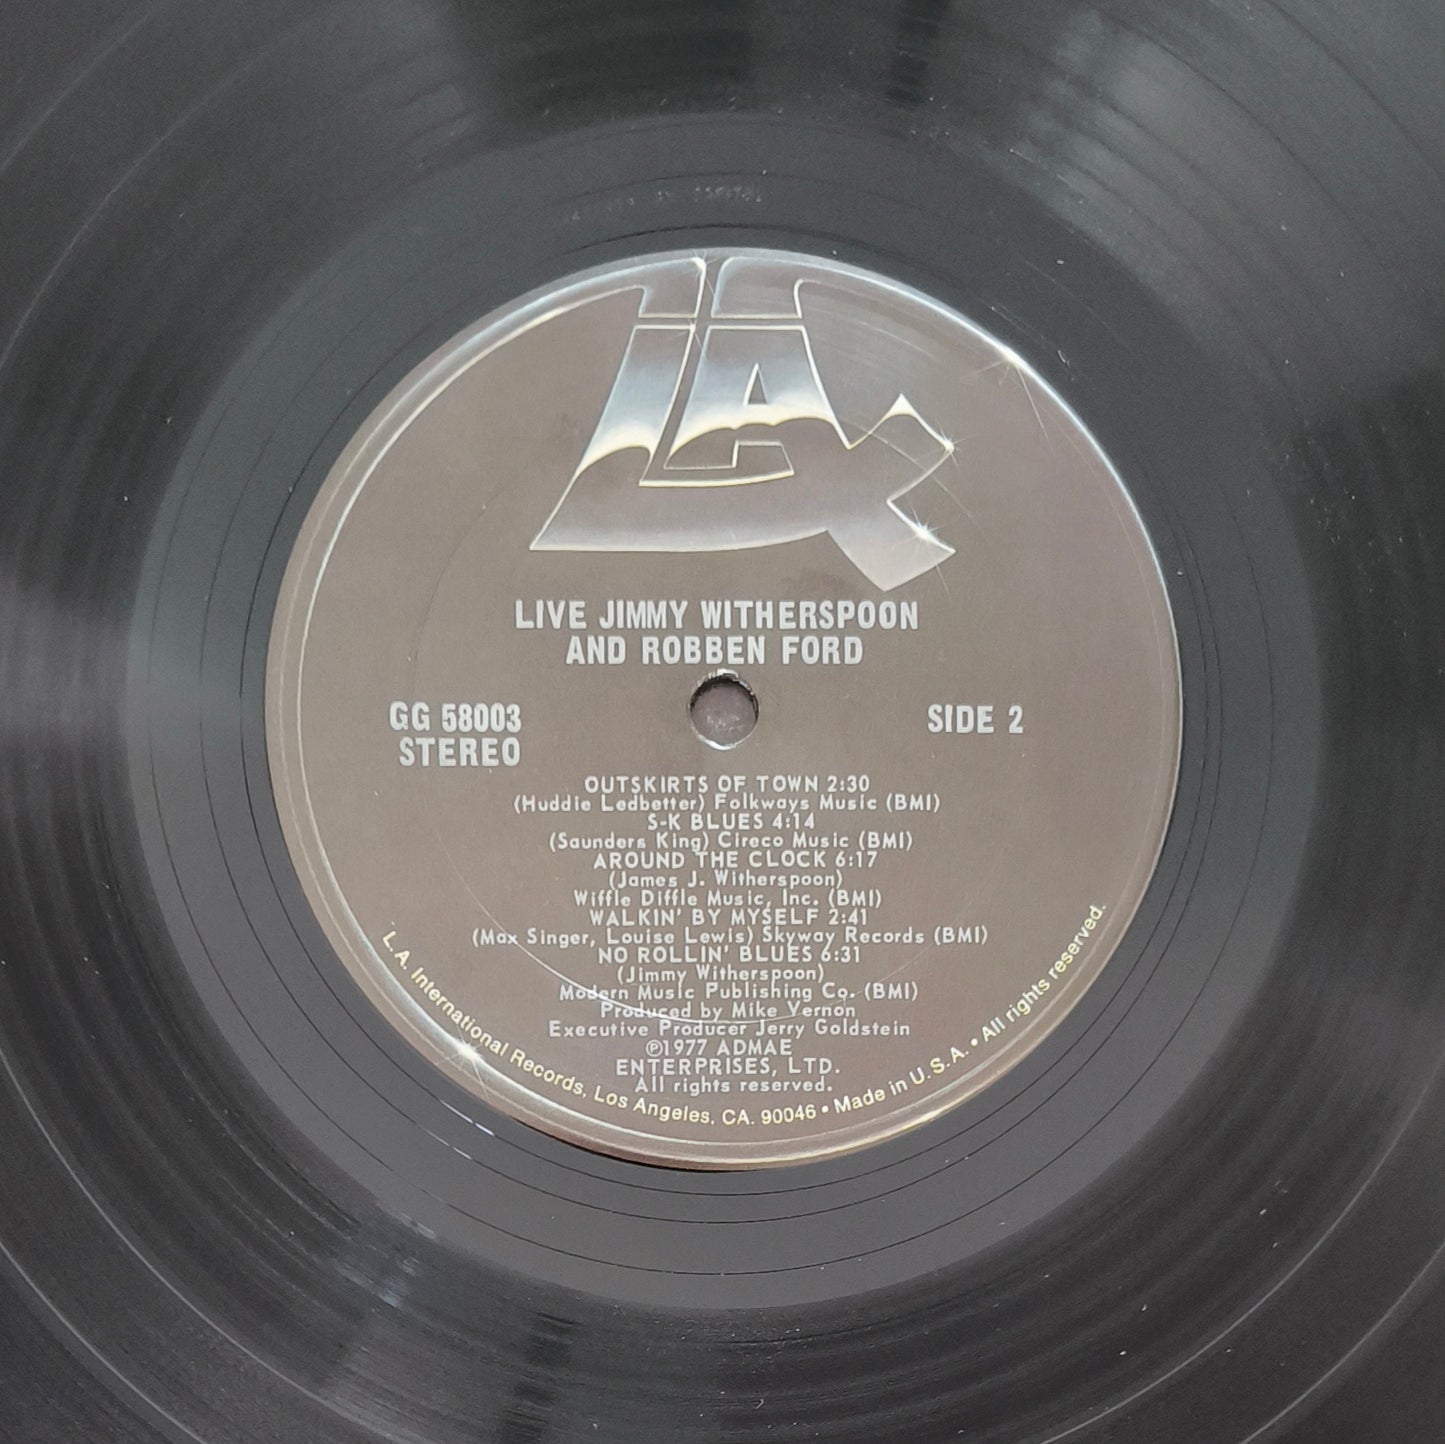 LAX
LIVE JIMMY WITHERSPOON
AND ROBBEN FORD
GG 58003
STEREO
SIDE 2
OUTSKIRTS OF TOWN 2:30
(Huddie Ledbetter) Folkways Music (BMI)
S-K BLUES 4:14
(Saunders King) Cireco Music (BMI)
AROUND THE CLOCK 6:17
(James J. Witherspoon)
Wiffle Diffle Music, Inc. (BMI)
WALKIN' BY MYSELF 2:41
(Max Singer, Louise Lewis) Skyway Records (BMI)
NO ROLLIN' BLUES 6:31
(Jimmy Witherspoon)
Modern Music Publishing Co. (BMI)
Produced by Mike Vernon
Executive Producer Jerry Goldstein
℗1977 ADMAE
ENTERPRISES, LTD.
All rights reserved.
L.A. International Records, Los Angeles, CA. 90046 • Made in U.S.A. • All rights reserved.